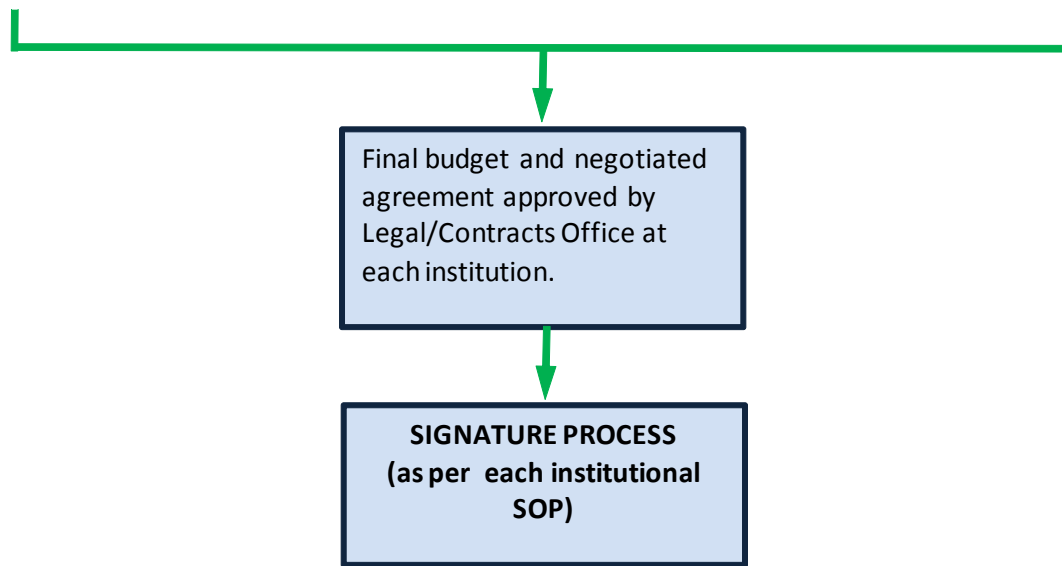 Final budget and negotiated
agreement approved by
Legal/Contracts Office at
each institution.
SIGNATURE PROCESS
(as per each institutional
SOP)